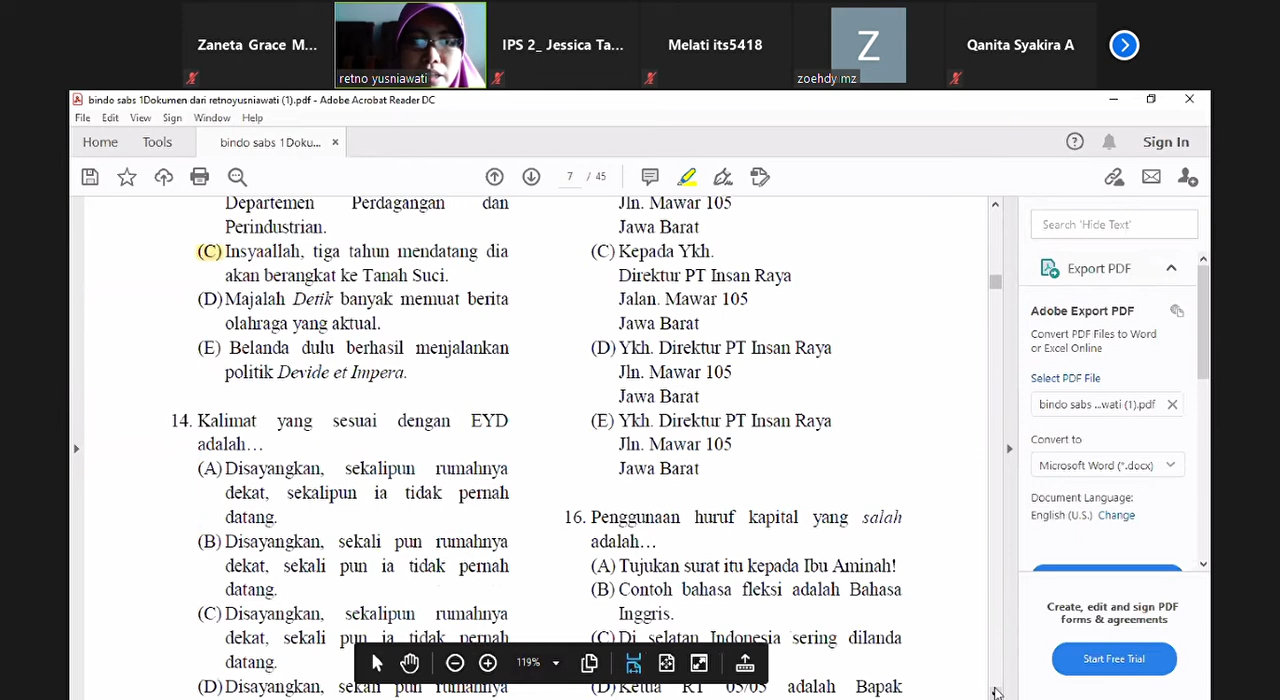 Zaneta Grace M...
retno yusniawati
IPS 2_ Jessica Ta...
Melati its5418
Z
zoehdy mz
Qanita Syakira A
bindo sabs 1Dokumen dari retnoyusniawati (1).pdf - Adobe Acrobat Reader DC
File Edit View Sign Window Help
Home Tools bindo sabs 1Doku... × Sign In
7 / 45
Departemen Perdagangan dan
Perindustrian.
(C) Insyaallah, tiga tahun mendatang dia
akan berangkat ke Tanah Suci.
(D) Majalah Detik banyak memuat berita
olahraga yang aktual.
(E) Belanda dulu berhasil menjalankan
politik Devide et Impera.
14. Kalimat yang sesuai dengan EYD
adalah…
(A) Disayangkan, sekalipun rumahnya
dekat, sekalipun ia tidak pernah
datang.
(B) Disayangkan, sekali pun rumahnya
dekat, sekali pun ia tidak pernah
datang.
(C) Disayangkan, sekalipun rumahnya
dekat, sekali pun ia tidak pernah
datang.
(D) Disayangkan, sekali pun rumahnya
Jln. Mawar 105
Jawa Barat
(C) Kepada Ykh.
Direktur PT Insan Raya
Jalan. Mawar 105
Jawa Barat
(D) Ykh. Direktur PT Insan Raya
Jln. Mawar 105
Jawa Barat
(E) Ykh. Direktur PT Insan Raya
Jln. Mawar 105
Jawa Barat
16. Penggunaan huruf kapital yang salah
adalah…
(A) Tujukan surat itu kepada Ibu Aminah!
(B) Contoh bahasa fleksi adalah Bahasa
Inggris.
(C) Di selatan Indonesia sering dilanda
(D) Ketua RT 05/05 adalah Bapak
119%
Search 'Hide Text'
Export PDF
Adobe Export PDF
Convert PDF Files to Word
or Excel Online
Select PDF File
bindo sabs ...wati (1).pdf ×
Convert to
Microsoft Word (*.docx)
Document Language:
English (U.S.) Change
Create, edit and sign PDF
forms & agreements
Start Free Trial